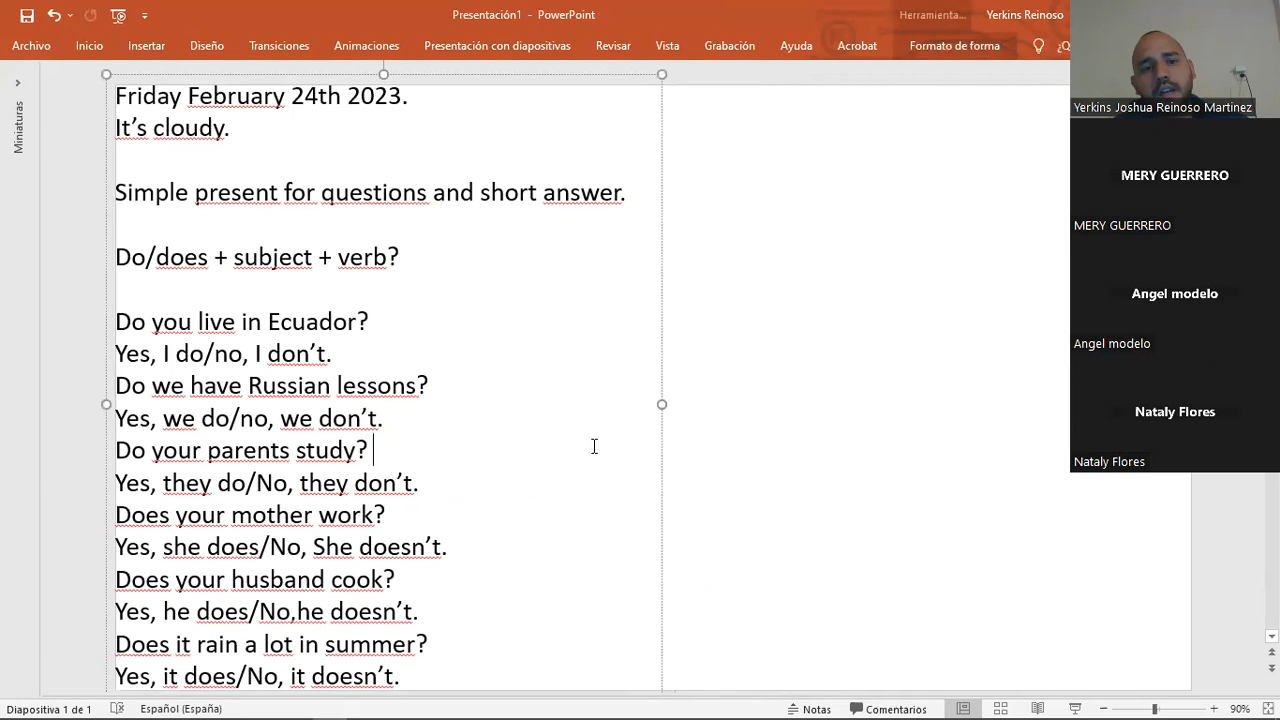 Presentación1 - PowerPoint
Herramienta...
Yerkins Reinoso
Archivo
Inicio
Insertar
Diseño
Transiciones
Animaciones
Presentación con diapositivas
Revisar
Vista
Grabación
Ayuda
Acrobat
Formato de forma
¿Q
Miniaturas
Friday February 24th 2023.
It’s cloudy.
Simple present for questions and short answer.
Do/does + subject + verb?
Do you live in Ecuador?
Yes, I do/no, I don’t.
Do we have Russian lessons?
Yes, we do/no, we don’t.
Do your parents study?
Yes, they do/No, they don’t.
Does your mother work?
Yes, she does/No, She doesn’t.
Does your husband cook?
Yes, he does/No,he doesn’t.
Does it rain a lot in summer?
Yes, it does/No, it doesn’t.
Yerkins Joshua Reinoso Martinez
MERY GUERRERO
MERY GUERRERO
Angel modelo
Angel modelo
Nataly Flores
Nataly Flores
Diapositiva 1 de 1
Español (España)
Notas
Comentarios
90%